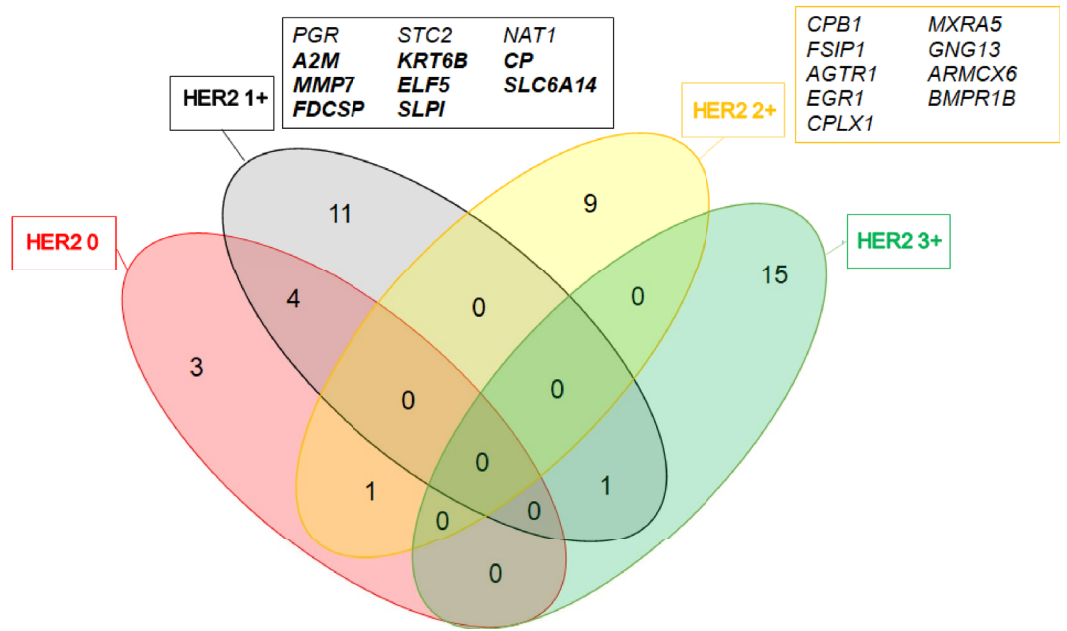 PGR STC2 NAT1
A2M KRT6B CP
MMP7 ELF5 SLC6A14
FDCSP SLPI
CPB1 MXRA5
FSIP1 GNG13
AGTR1 ARMCX6
EGR1 BMPR1B
CPLX1
HER2 1+
HER2 2+
HER2 0
HER2 3+
11
9
15
4
0
0
3
0
0
0
1
1
0
0
0